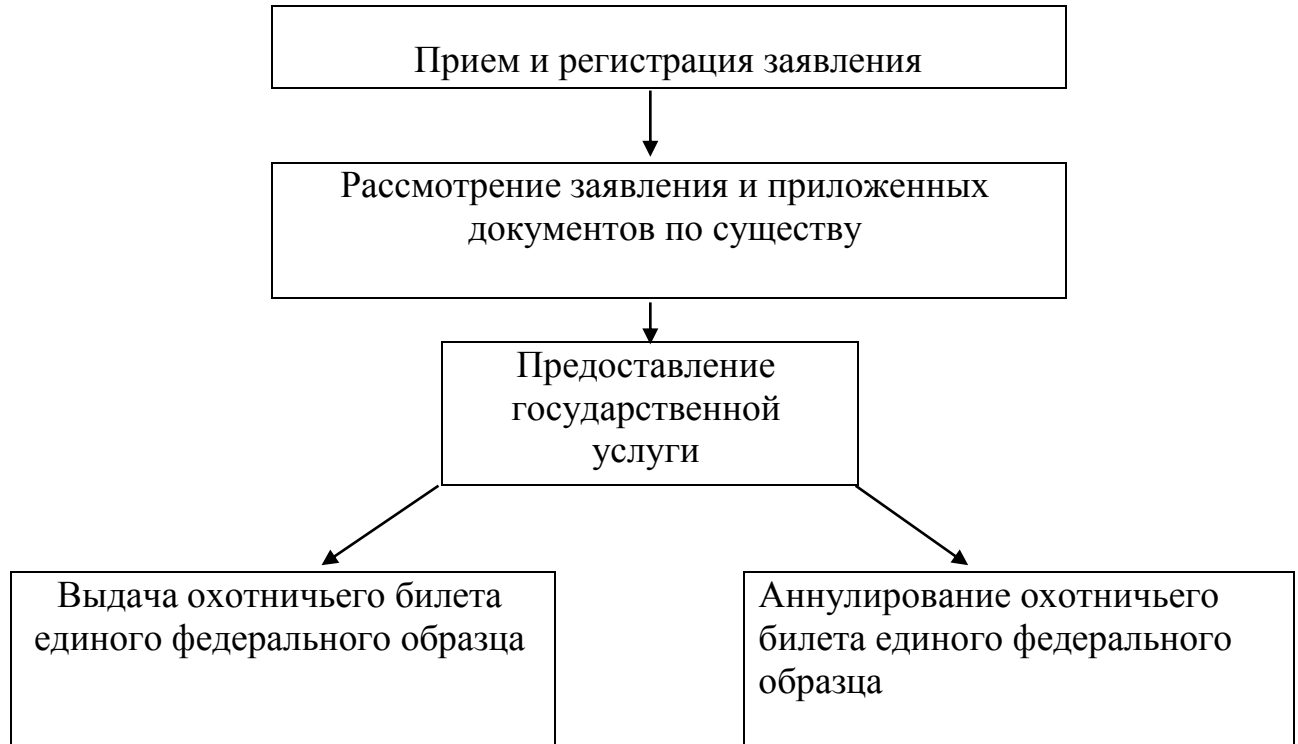 Прием и регистрация заявления
Рассмотрение заявления и приложенных
документов по существу
Предоставление
государственной
услуги
Выдача охотничьего билета
единого федерального образца
Аннулирование охотничьего
билета единого федерального
образца